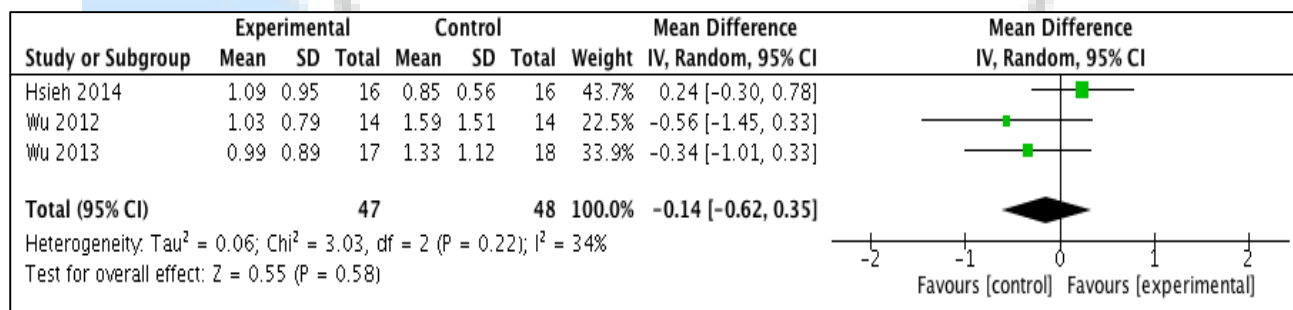 Experimental Control Mean Difference Mean Difference
Study or Subgroup Mean SD Total Mean SD Total Weight IV, Random, 95% CI IV, Random, 95% CI
Hsieh 2014 1.09 0.95 16 0.85 0.56 16 43.7% 0.24 [-0.30, 0.78]
Wu 2012 1.03 0.79 14 1.59 1.51 14 22.5% -0.56 [-1.45, 0.33]
Wu 2013 0.99 0.89 17 1.33 1.12 18 33.9% -0.34 [-1.01, 0.33]
Total (95% CI) 47 48 100.0% -0.14 [-0.62, 0.35]
Heterogeneity: Tau² = 0.06; Chi² = 3.03, df = 2 (P = 0.22); I² = 34%
Test for overall effect: Z = 0.55 (P = 0.58)
-2 -1 0 1 2
Favours [control] Favours [experimental]